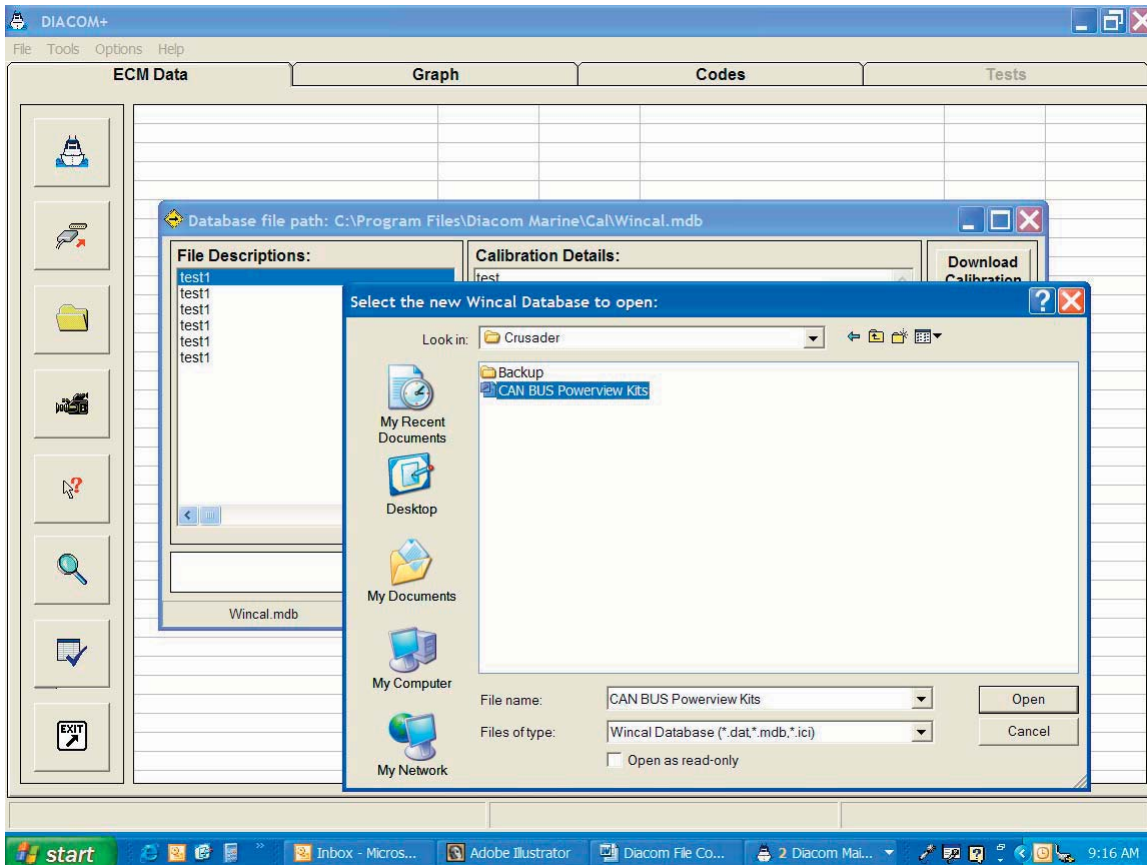 DIACOM+
File Tools Options Help
ECM Data Graph Codes Tests
Database file path: C:\Program Files\Diacom Marine\Cal\Wincal.mdb
File Descriptions:
test1
test1
test1
test1
test1
test1
Calibration Details:
test
Download
Calibration
Wincal.mdb
Select the new Wincal Database to open:
Look in: Crusader
Backup
CAN BUS Powerview Kits
My Recent
Documents
Desktop
My Documents
My Computer
My Network
File name: CAN BUS Powerview Kits Open
Files of type: Wincal Database (*.dat,*.mdb,*.ici) Cancel
Open as read-only
EXIT
start Inbox - Micros... Adobe Illustrator Diacom File Co... 2 Diacom Mai... 9:16 AM